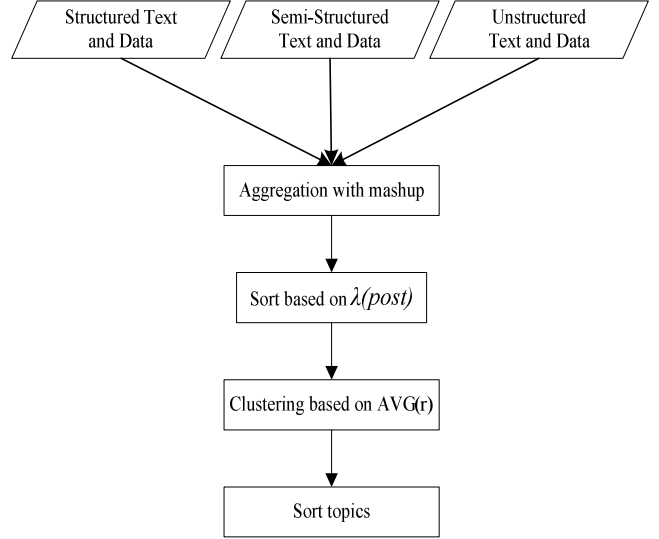 Structured Text
and Data
Semi-Structured
Text and Data
Unstructured
Text and Data
Aggregation with mashup
Sort based on λ(post)
Clustering based on AVG(r)
Sort topics